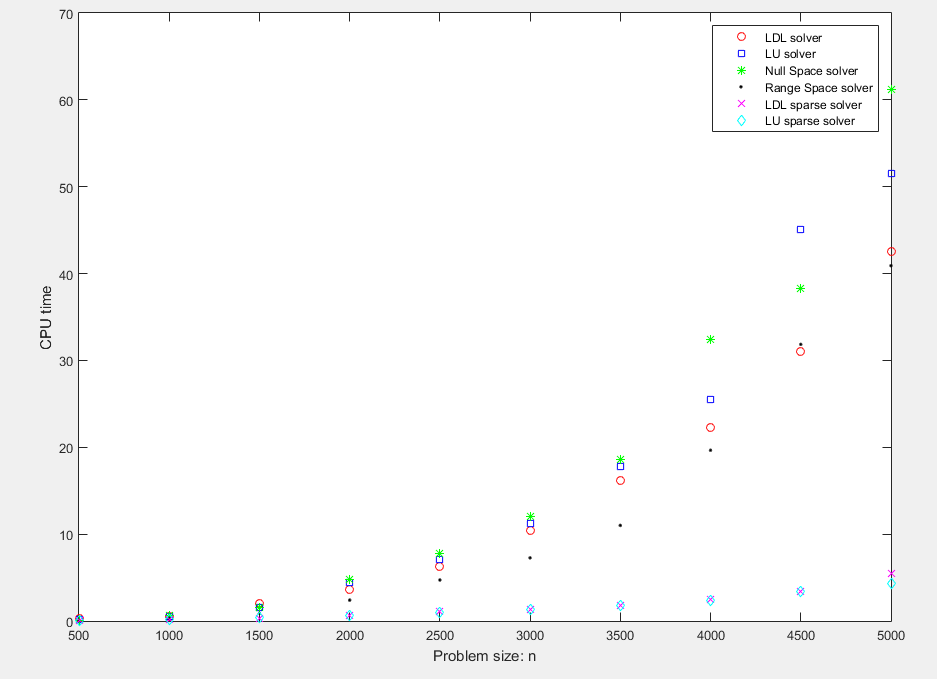 70
60
50
40
30
20
10
0
CPU time
LDL solver
LU solver
Null Space solver
Range Space solver
LDL sparse solver
LU sparse solver
500 1000 1500 2000 2500 3000 3500 4000 4500 5000
Problem size: n